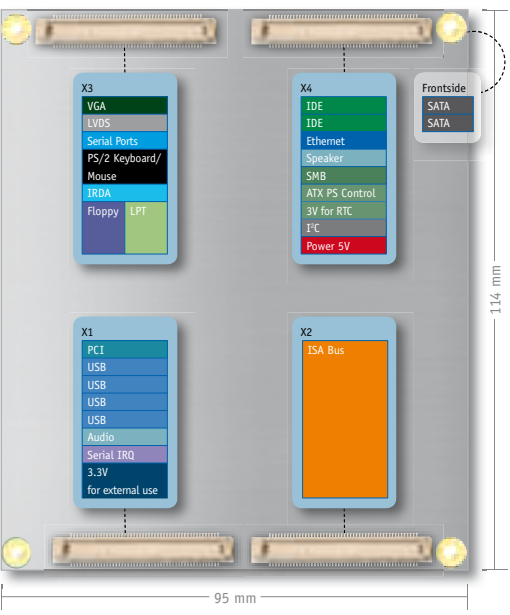 X3
VGA
LVDS
Serial Ports
PS/2 Keyboard/
Mouse
IRDA
Floppy LPT
X4
IDE
IDE
Ethernet
Speaker
SMB
ATX PS Control
3V for RTC
I²C
Power 5V
Frontside
SATA
SATA
114 mm
X1
PCI
USB
USB
USB
USB
Audio
Serial IRQ
3.3V
for external use
X2
ISA Bus
95 mm